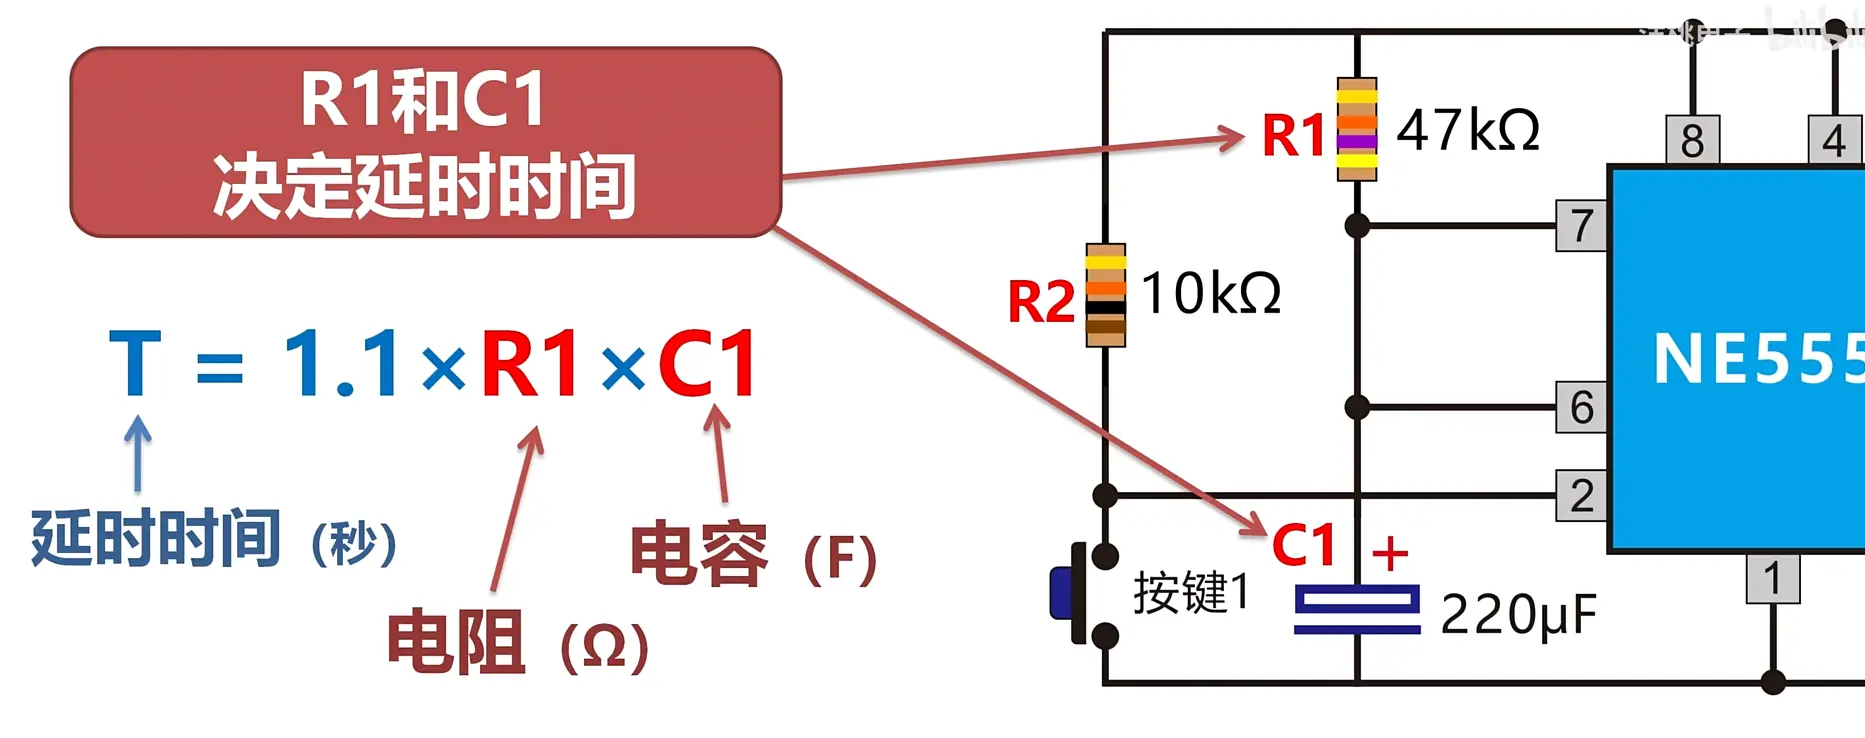 R1和C1
决定延时时间
T = 1.1×R1×C1
延时时间（秒）
电阻（Ω）
电容（F）
R1
47kΩ
R2
10kΩ
8
4
7
6
2
1
NE555
C1 +
220μF
按键1
bilibili